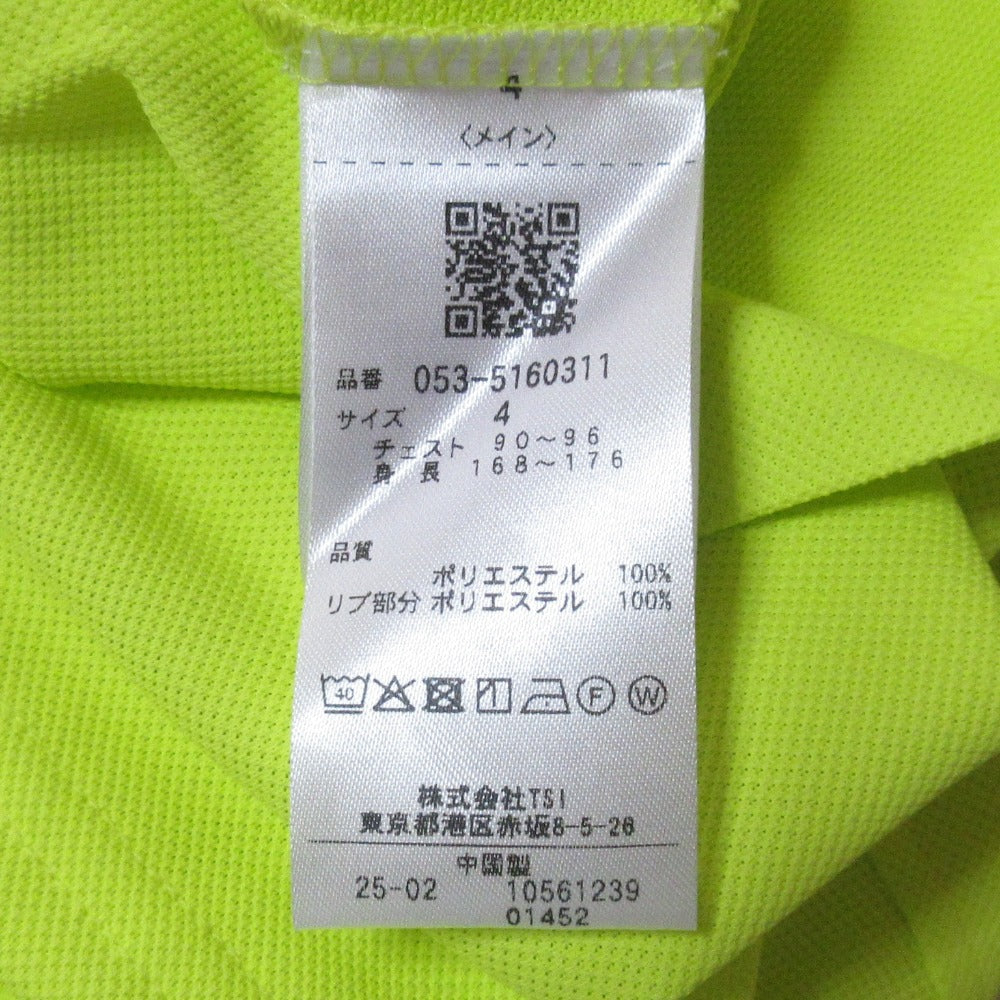 4
〈メイン〉
品番 053-5160311
サイズ 4
チェスト 90～96
身長 168～176
品質
ポリエステル 100%
リブ部分 ポリエステル 100%
40 F W
株式会社TSI
東京都港区赤坂8-5-26
中国製
25-02 10561239
01452